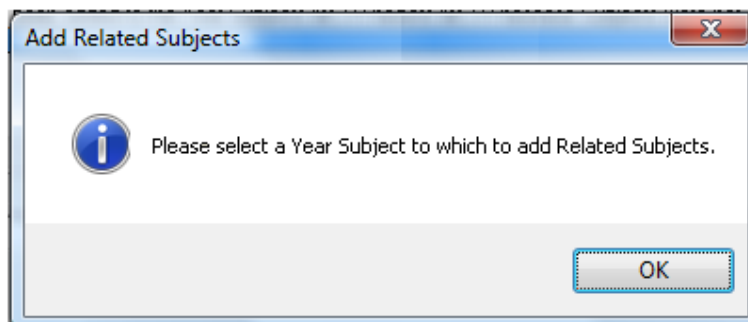 Add Related Subjects
Please select a Year Subject to which to add Related Subjects.
OK